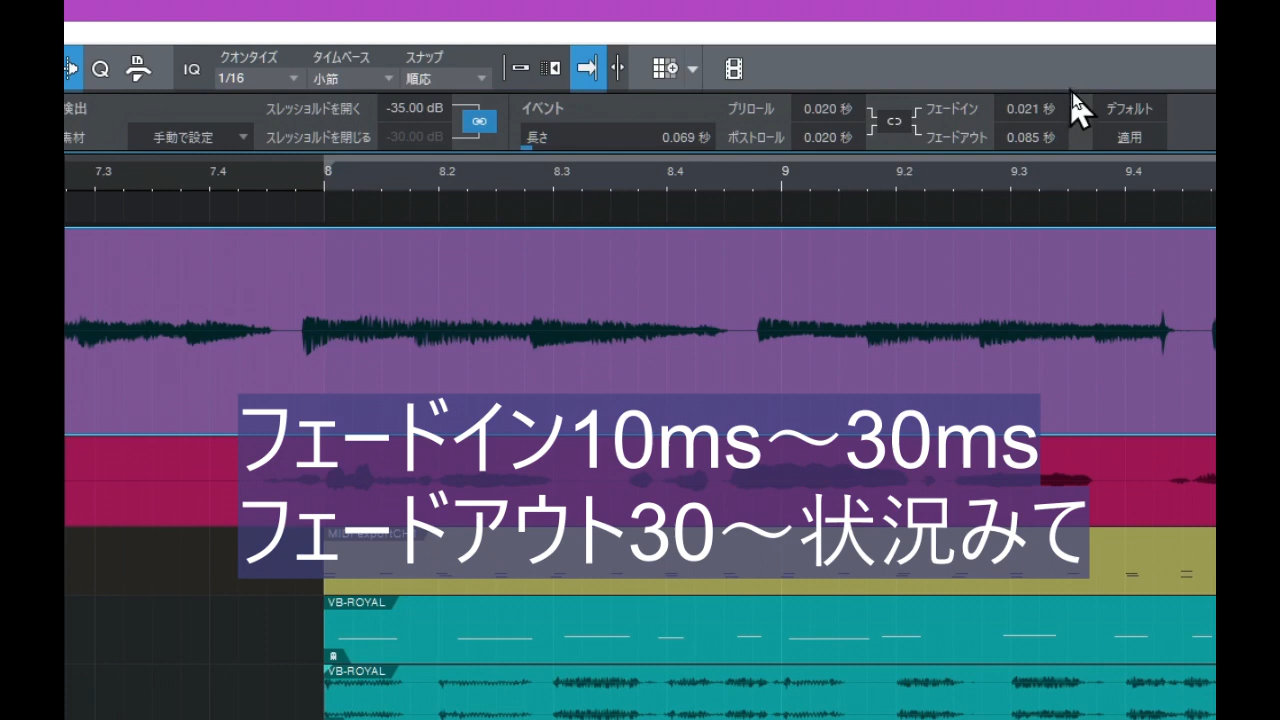 Q
IQ
クオンタイズ タイムベース スナップ
1/16 小節 順応
検出 スレッショルドを開く -35.00 dB イベント プリロール 0.020 秒 フェードイン 0.021 秒 デフォルト
素材 手動で設定 スレッショルドを閉じる -30.00 dB 長さ 0.069 秒 ポストロール 0.020 秒 フェードアウト 0.085 秒 適用
7.3 7.4 8 8.2 8.3 8.4 9 9.2 9.3 9.4
フェードイン10ms～30ms
フェードアウト30～状況みて
VB-ROYAL
VB-ROYAL